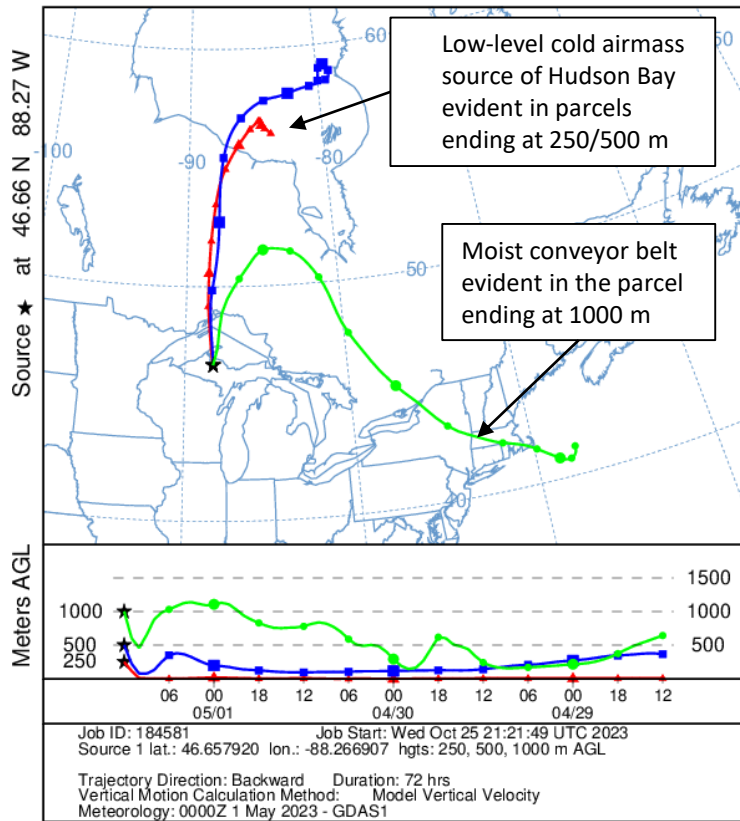 Source ★ at 46.66 N 88.27 W
60
50
-100
-90
-80
50
40
Low-level cold airmass
source of Hudson Bay
evident in parcels
ending at 250/500 m
Moist conveyor belt
evident in the parcel
ending at 1000 m
Meters AGL
1500
1000 1000
500 500
250
06 00 18 12 06 00 18 12 06 00 18 12
05/01 04/30 04/29
Job ID: 184581 Job Start: Wed Oct 25 21:21:49 UTC 2023
Source 1 lat.: 46.657920 lon.: -88.266907 hgts: 250, 500, 1000 m AGL
Trajectory Direction: Backward Duration: 72 hrs
Vertical Motion Calculation Method: Model Vertical Velocity
Meteorology: 0000Z 1 May 2023 - GDAS1